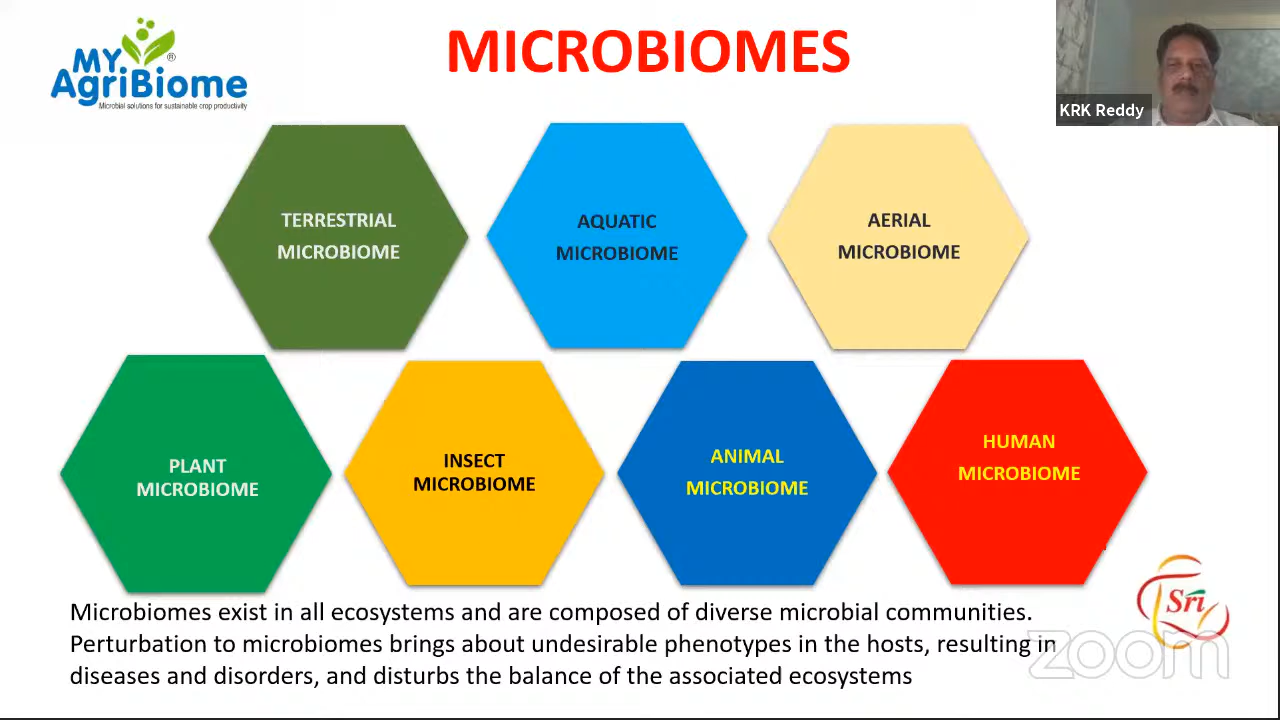 MY
AgriBiome
®
Microbial solutions for sustainable crop productivity
MICROBIOMES
KRK Reddy
TERRESTRIAL
MICROBIOME
AQUATIC
MICROBIOME
AERIAL
MICROBIOME
PLANT
MICROBIOME
INSECT
MICROBIOME
ANIMAL
MICROBIOME
HUMAN
MICROBIOME
Microbiomes exist in all ecosystems and are composed of diverse microbial communities.
Perturbation to microbiomes brings about undesirable phenotypes in the hosts, resulting in
diseases and disorders, and disturbs the balance of the associated ecosystems
Sri
zoom